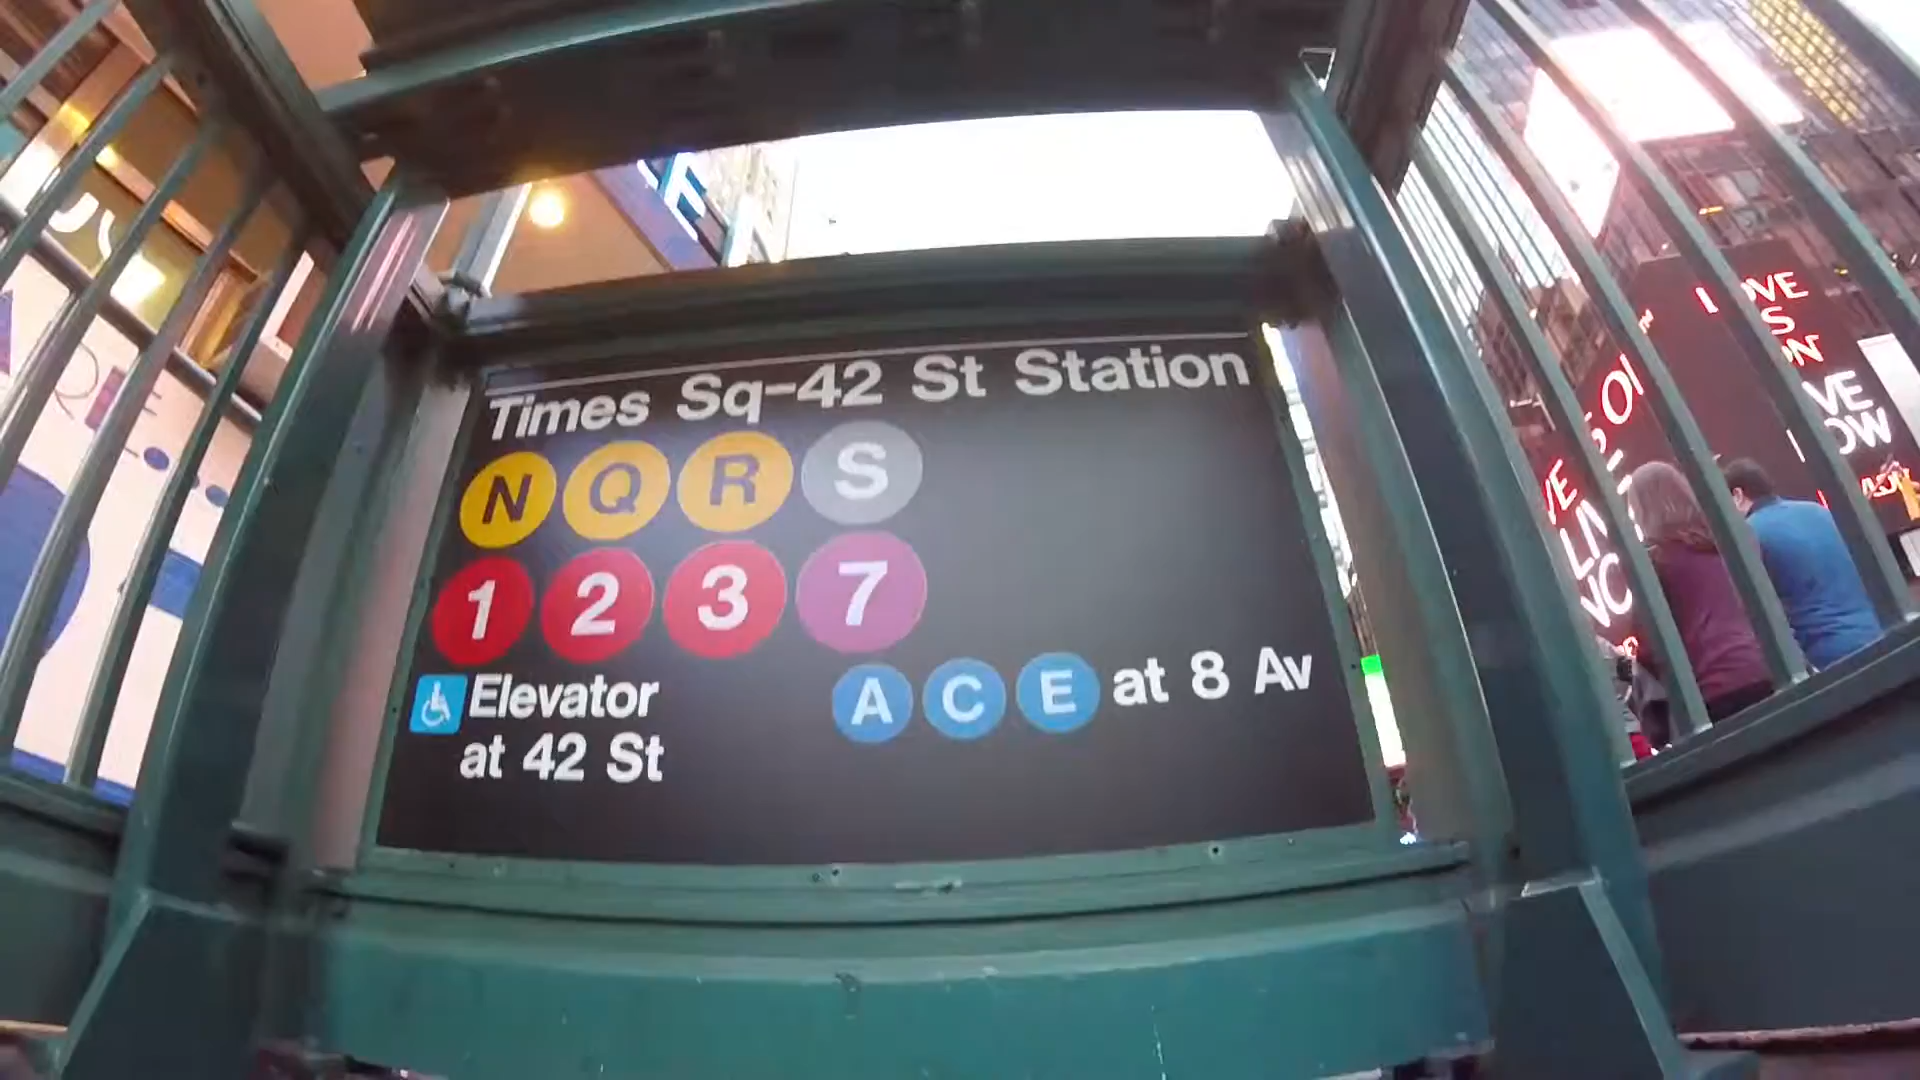 Times Sq-42 St Station
N Q R S
1 2 3 7
Elevator
at 42 St
A C E at 8 Av